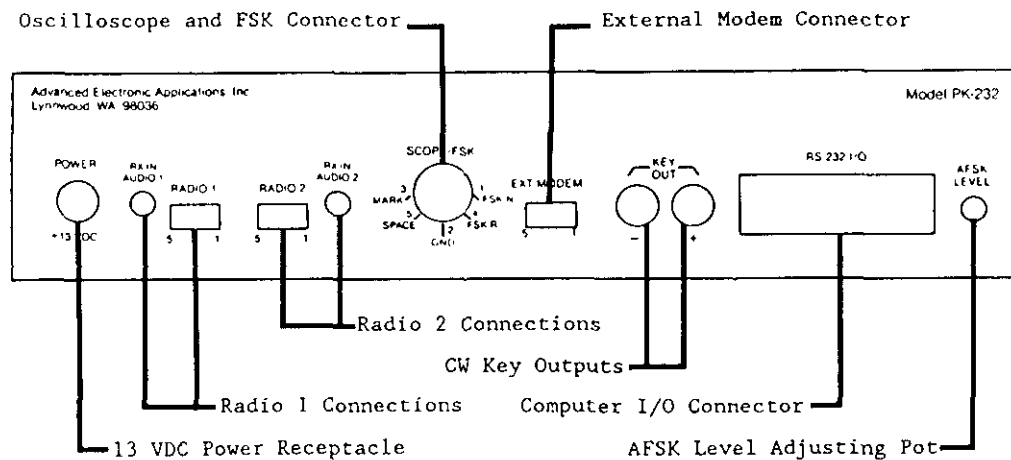 Oscilloscope and FSK Connector
External Modem Connector
Advanced Electronic Applications Inc
Lynnwood WA 98036
Model PK-232
POWER
+13 VDC
RX IN
AUDIO 1
RADIO 1
5 1
RADIO 2
5 1
RX IN
AUDIO 2
SCOPE/FSK
3
MARK
5
SPACE
2
GND
1
FSK N
4
FSK R
EXT MODEM
5 1
KEY
OUT
- +
RS 232 I/O
AFSK
LEVEL
Radio 2 Connections
CW Key Outputs
Radio 1 Connections
Computer I/O Connector
13 VDC Power Receptacle
AFSK Level Adjusting Pot